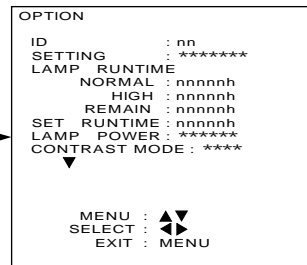 OPTION
ID : nn
SETTING : *******
LAMP RUNTIME
NORMAL : nnnnnh
HIGH : nnnnnh
REMAIN : nnnnnh
SET RUNTIME : nnnnnh
LAMP POWER : ******
CONTRAST MODE : ****
▼
MENU : ▲▼
SELECT : ◀▶
EXIT : MENU